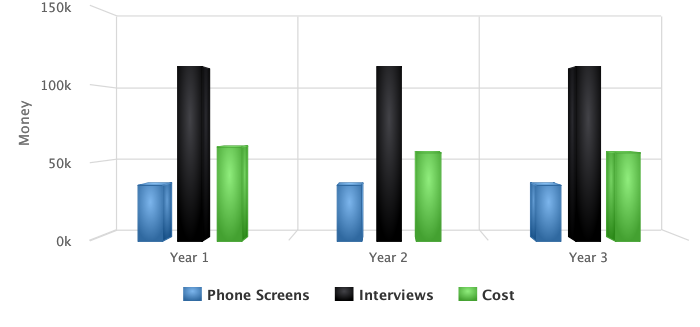 150k
100k
50k
0k
Money
Year 1 Year 2 Year 3
Phone Screens Interviews Cost